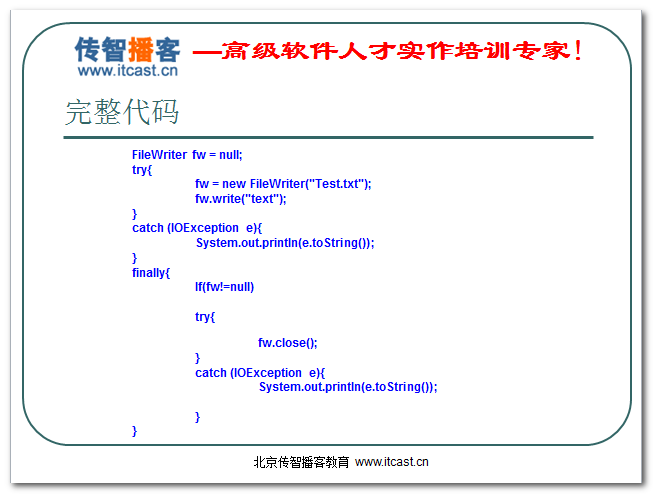 传智播客 —高级软件人才实作培训专家!
www.itcast.cn
完整代码
FileWriter fw = null;
try{
fw = new FileWriter("Test.txt");
fw.write("text");
}
catch (IOException e){
System.out.println(e.toString());
}
finally{
If(fw!=null)
try{
fw.close();
}
catch (IOException e){
System.out.println(e.toString());
}
}
北京传智播客教育 www.itcast.cn